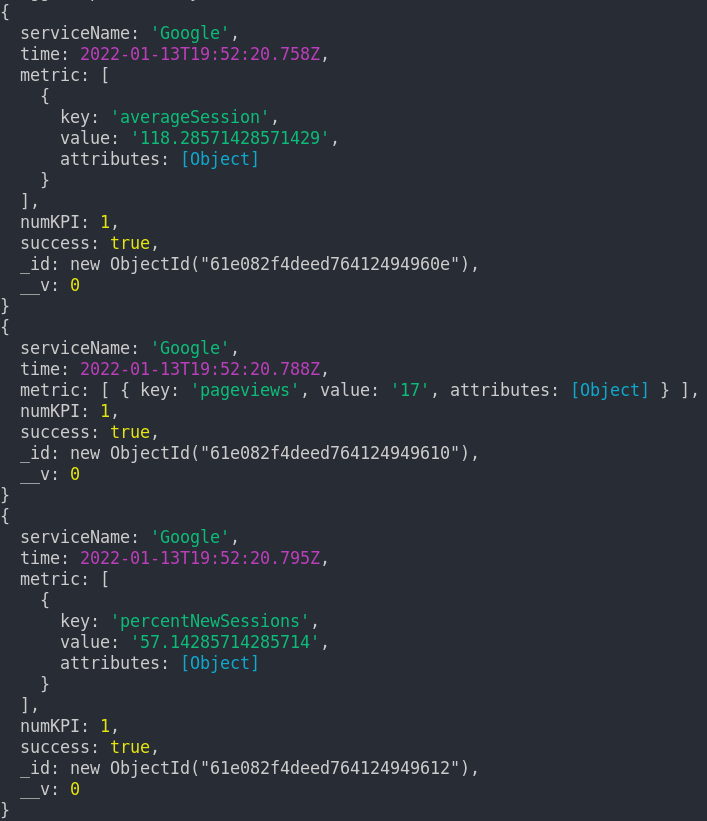 {
  serviceName: 'Google',
  time: 2022-01-13T19:52:20.758Z,
  metric: [
    {
      key: 'averageSession',
      value: '118.28571428571429',
      attributes: [Object]
    }
  ],
  numKPI: 1,
  success: true,
  _id: new ObjectId("61e082f4deed76412494960e"),
  __v: 0
}
{
  serviceName: 'Google',
  time: 2022-01-13T19:52:20.788Z,
  metric: [ { key: 'pageviews', value: '17', attributes: [Object] } ],
  numKPI: 1,
  success: true,
  _id: new ObjectId("61e082f4deed764124949610"),
  __v: 0
}
{
  serviceName: 'Google',
  time: 2022-01-13T19:52:20.795Z,
  metric: [
    {
      key: 'percentNewSessions',
      value: '57.14285714285714',
      attributes: [Object]
    }
  ],
  numKPI: 1,
  success: true,
  _id: new ObjectId("61e082f4deed764124949612"),
  __v: 0
}